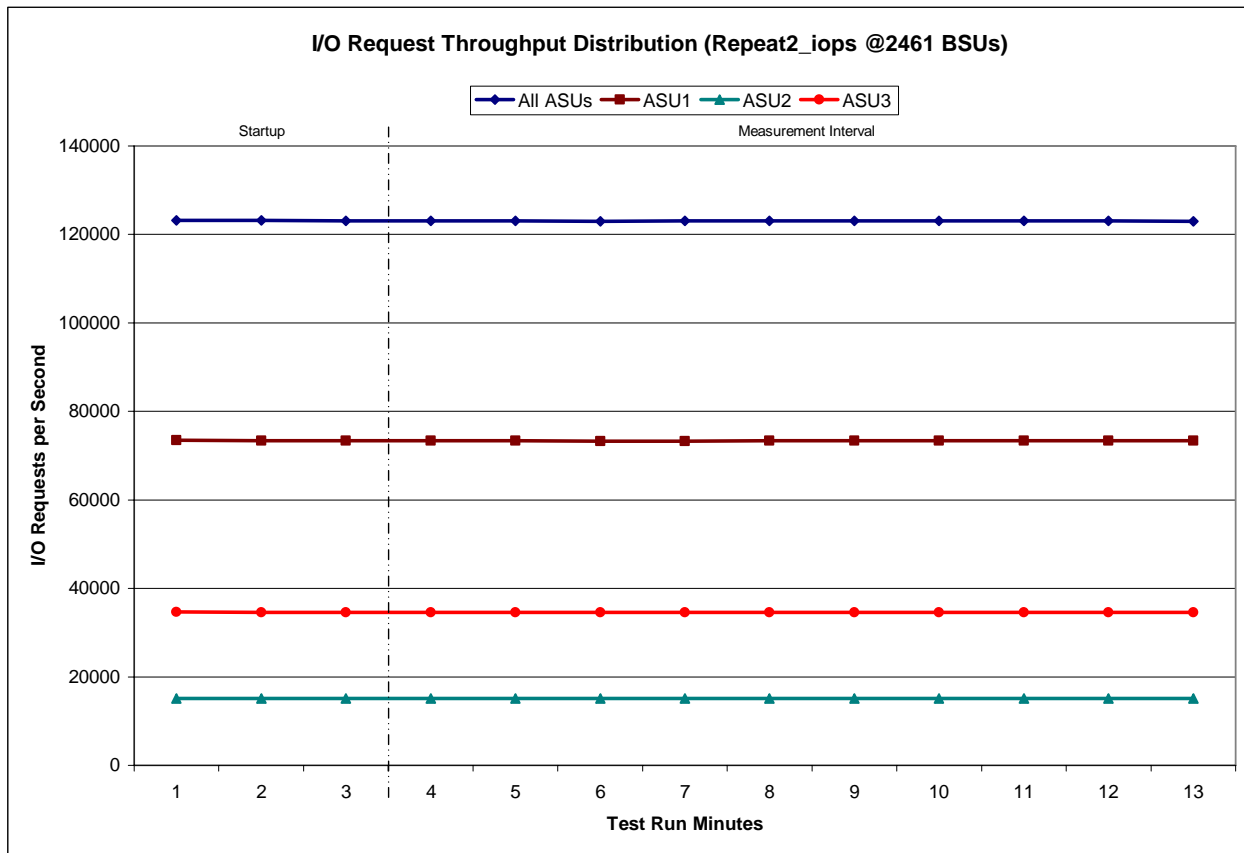 I/O Request Throughput Distribution (Repeat2_iops @2461 BSUs)
All ASUs ASU1 ASU2 ASU3
Startup Measurement Interval
140000
120000
100000
80000
60000
40000
20000
0
I/O Requests per Second
1 2 3 4 5 6 7 8 9 10 11 12 13
Test Run Minutes